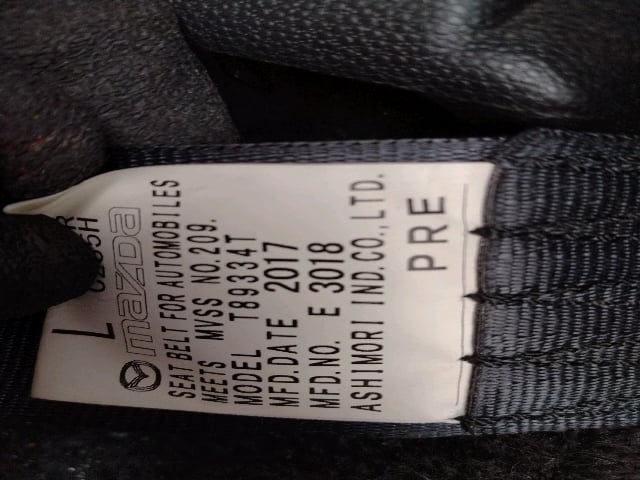 L
mazda
SEAT BELT FOR AUTOMOBILES
MEETS MVSS NO.209.
MODEL T89334T
MFD.DATE 2017
MFD.NO. E 3018
ASHIMORI IND.CO.,LTD.
PRE